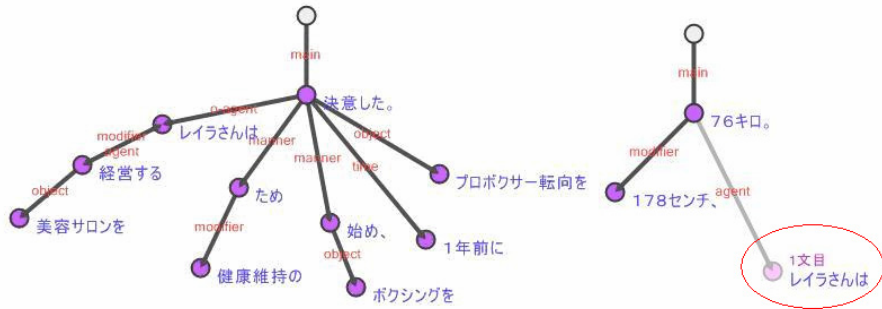 main
決意した。
n-agent
レイラさんは
modifier
agent
経営する
object
美容サロンを
manner
ため
modifier
健康維持の
manner
始め、
object
ボクシングを
time
1年前に
object
プロボクサー転向を
main
76キロ。
modifier
178センチ、
agent
1文目
レイラさんは